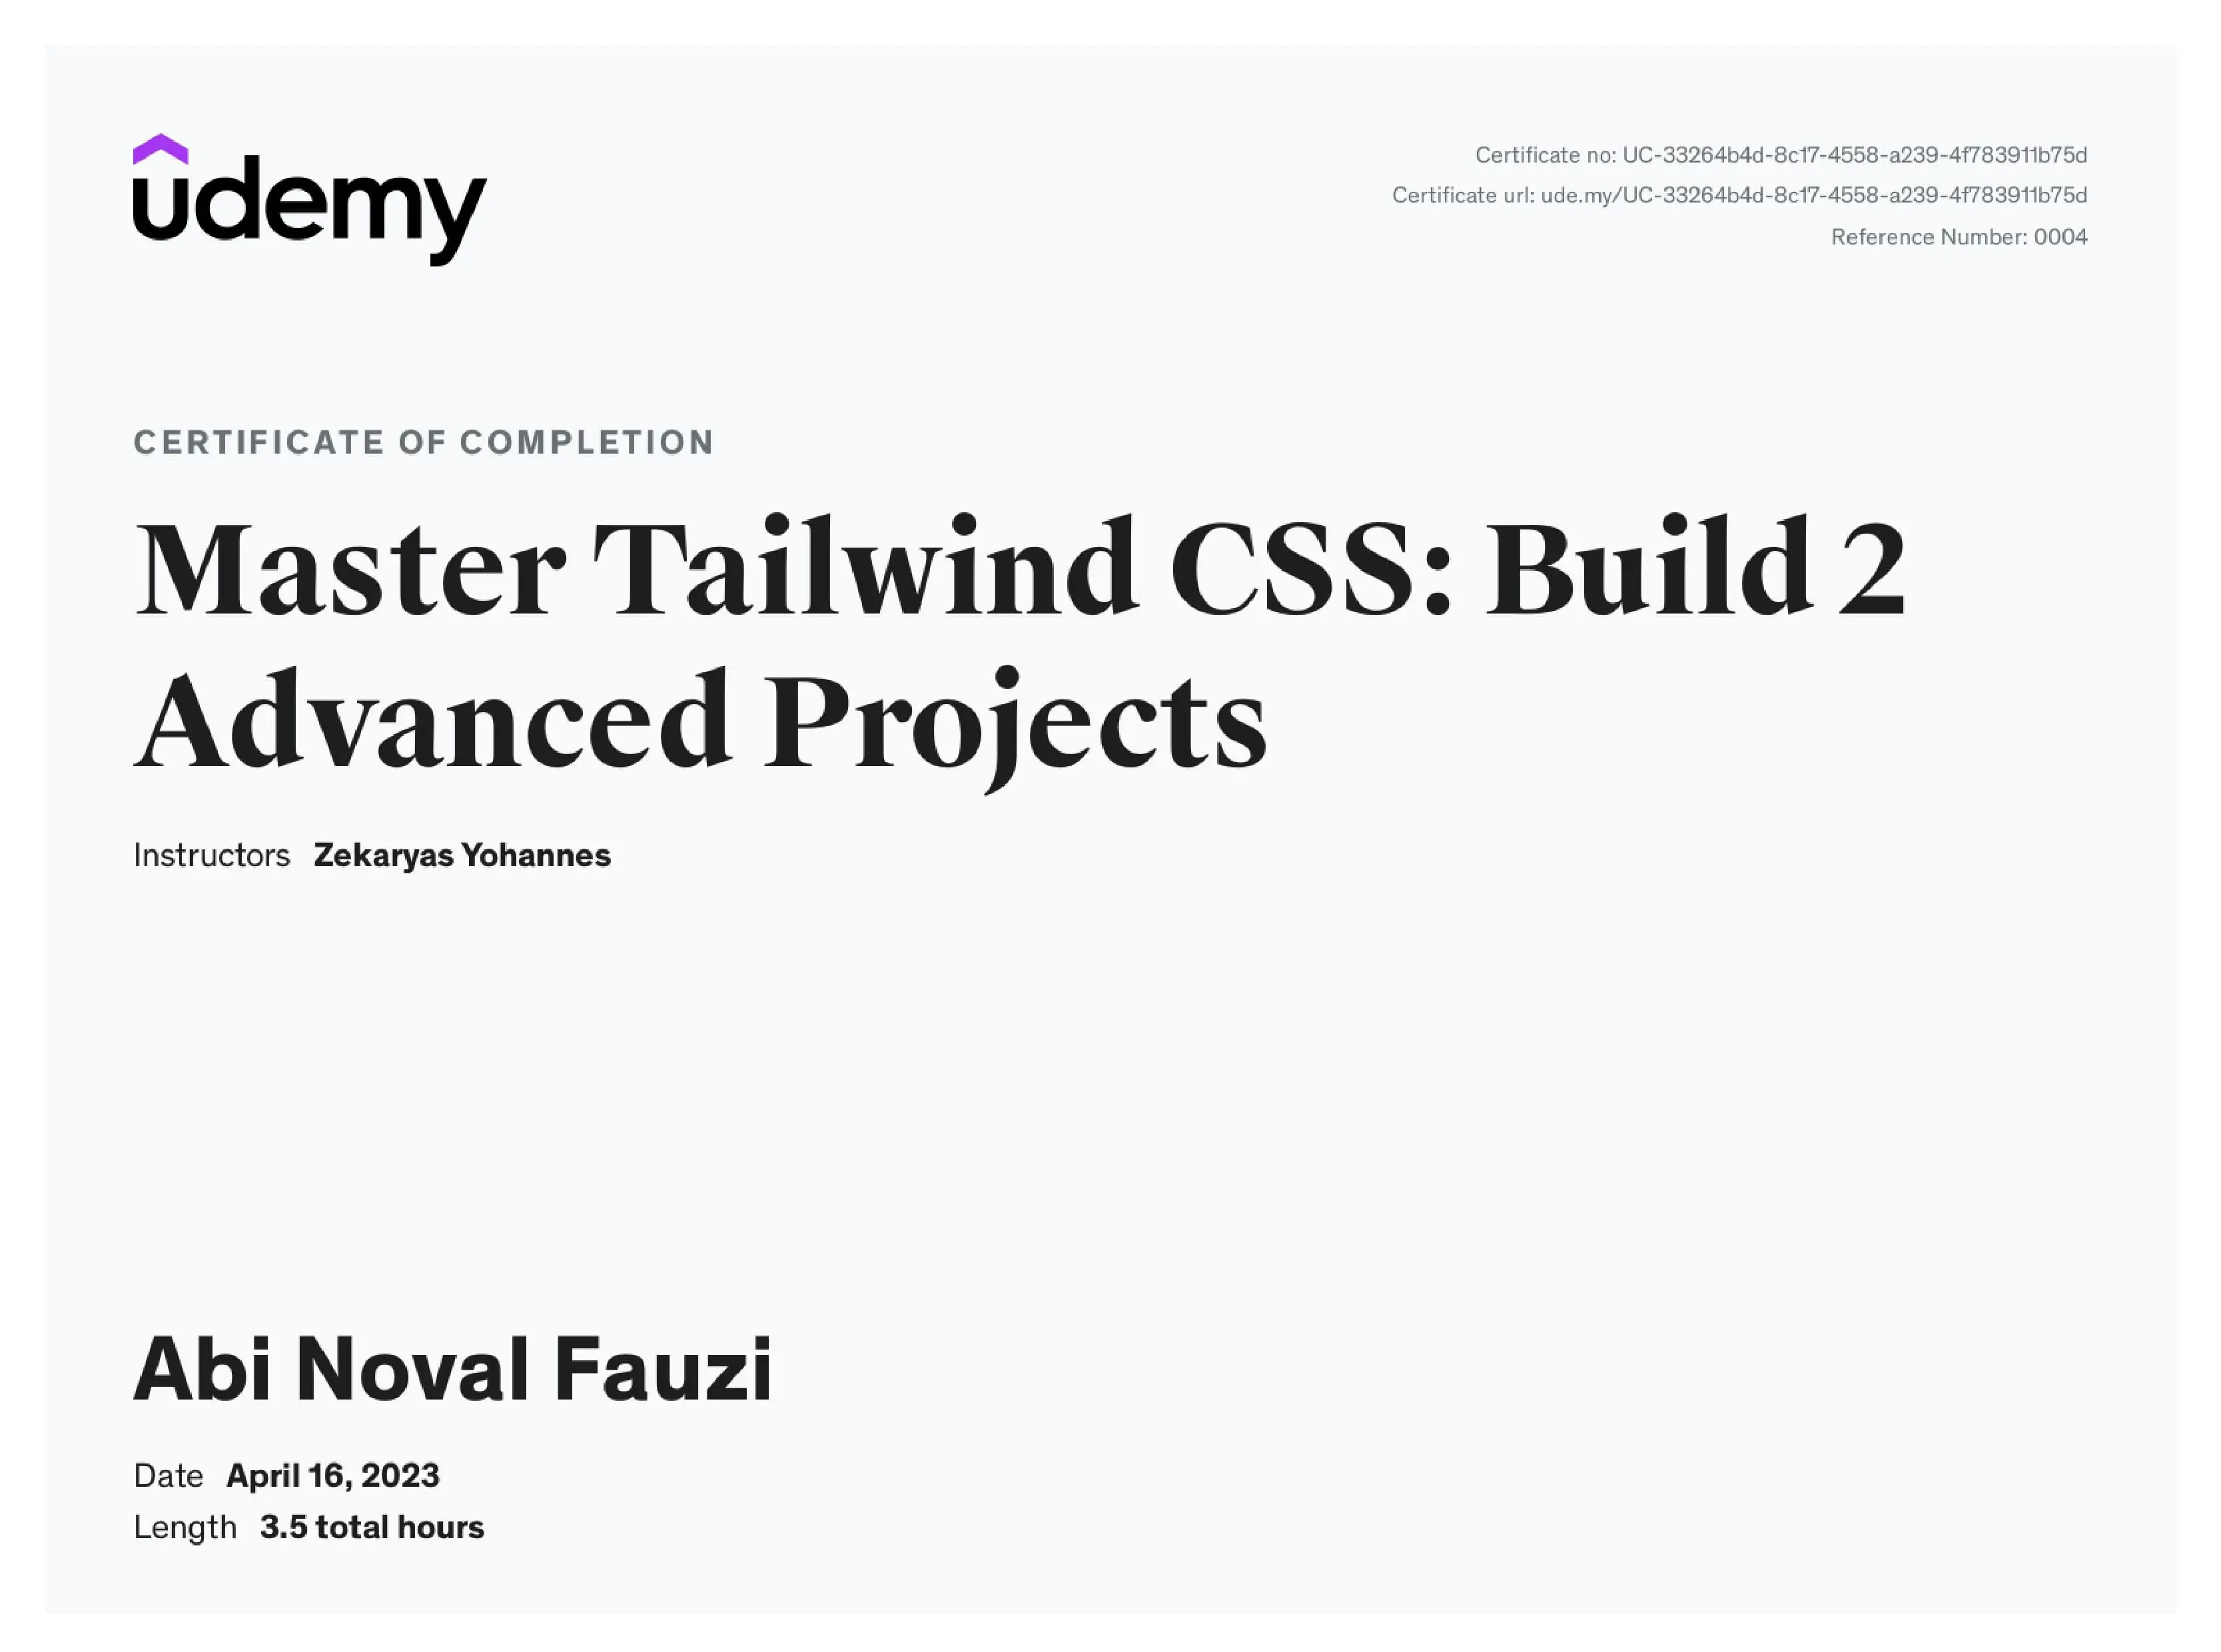 udemy
Certificate no: UC-33264b4d-8c17-4558-a239-4f783911b75d
Certificate url: ude.my/UC-33264b4d-8c17-4558-a239-4f783911b75d
Reference Number: 0004
CERTIFICATE OF COMPLETION
Master Tailwind CSS: Build 2
Advanced Projects
Instructors Zekaryas Yohannes
Abi Noval Fauzi
Date April 16, 2023
Length 3.5 total hours